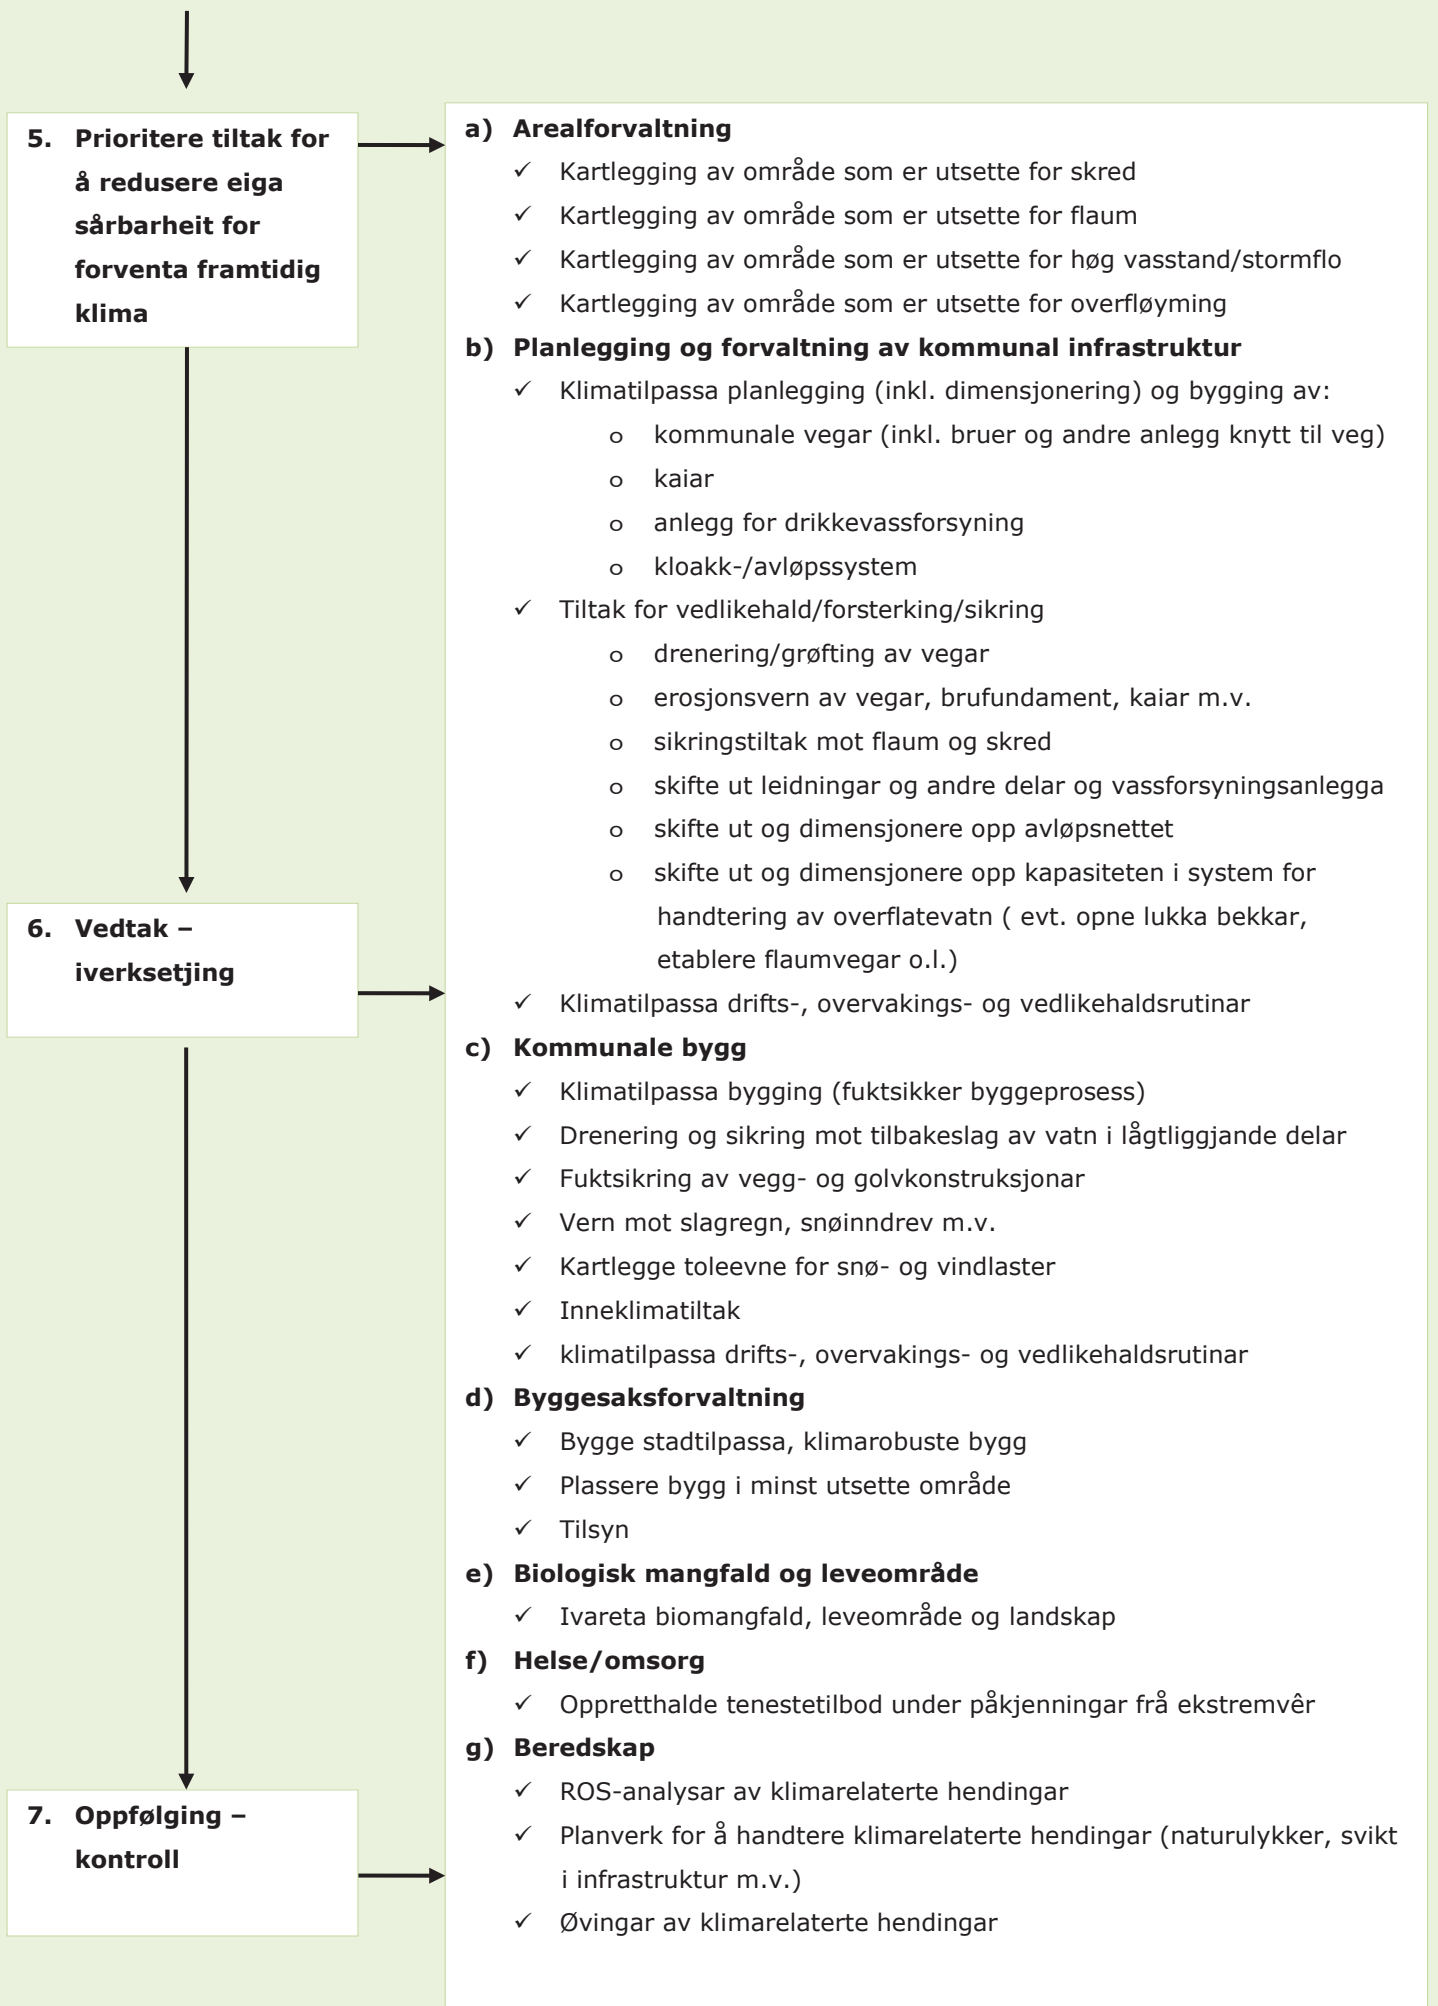 5. Prioritere tiltak for
å redusere eiga
sårbarheit for
forventa framtidig
klima
a) Arealforvaltning
✓ Kartlegging av område som er utsette for skred
✓ Kartlegging av område som er utsette for flaum
✓ Kartlegging av område som er utsette for høg vasstand/stormflo
✓ Kartlegging av område som er utsette for overfløyming
b) Planlegging og forvaltning av kommunal infrastruktur
✓ Klimatilpassa planlegging (inkl. dimensjonering) og bygging av:
o kommunale vegar (inkl. bruer og andre anlegg knytt til veg)
o kaiar
o anlegg for drikkevassforsyning
o kloakk-/avløpssystem
✓ Tiltak for vedlikehald/forsterking/sikring
o drenering/grøfting av vegar
o erosjonsvern av vegar, brufundament, kaiar m.v.
o sikringstiltak mot flaum og skred
o skifte ut leidningar og andre delar og vassforsyningsanlegga
o skifte ut og dimensjonere opp avløpsnettet
o skifte ut og dimensjonere opp kapasiteten i system for
handtering av overflatevatn ( evt. opne lukka bekkar,
etablere flaumvegar o.l.)
✓ Klimatilpassa drifts-, overvakings- og vedlikehaldsrutinar
6. Vedtak –
iverksetjing
c) Kommunale bygg
✓ Klimatilpassa bygging (fuktsikker byggeprosess)
✓ Drenering og sikring mot tilbakeslag av vatn i lågtliggjande delar
✓ Fuktsikring av vegg- og golvkonstruksjonar
✓ Vern mot slagregn, snøinndrev m.v.
✓ Kartlegge toleevne for snø- og vindlaster
✓ Inneklimatiltak
✓ klimatilpassa drifts-, overvakings- og vedlikehaldsrutinar
d) Byggesaksforvaltning
✓ Bygge stadtilpassa, klimarobuste bygg
✓ Plassere bygg i minst utsette område
✓ Tilsyn
e) Biologisk mangfald og leveområde
✓ Ivareta biomangfald, leveområde og landskap
f) Helse/omsorg
✓ Oppretthalde tenestetilbod under påkjenningar frå ekstremvêr
g) Beredskap
✓ ROS-analysar av klimarelaterte hendingar
✓ Planverk for å handtere klimarelaterte hendingar (naturulykker, svikt
i infrastruktur m.v.)
✓ Øvingar av klimarelaterte hendingar
7. Oppfølging –
kontroll